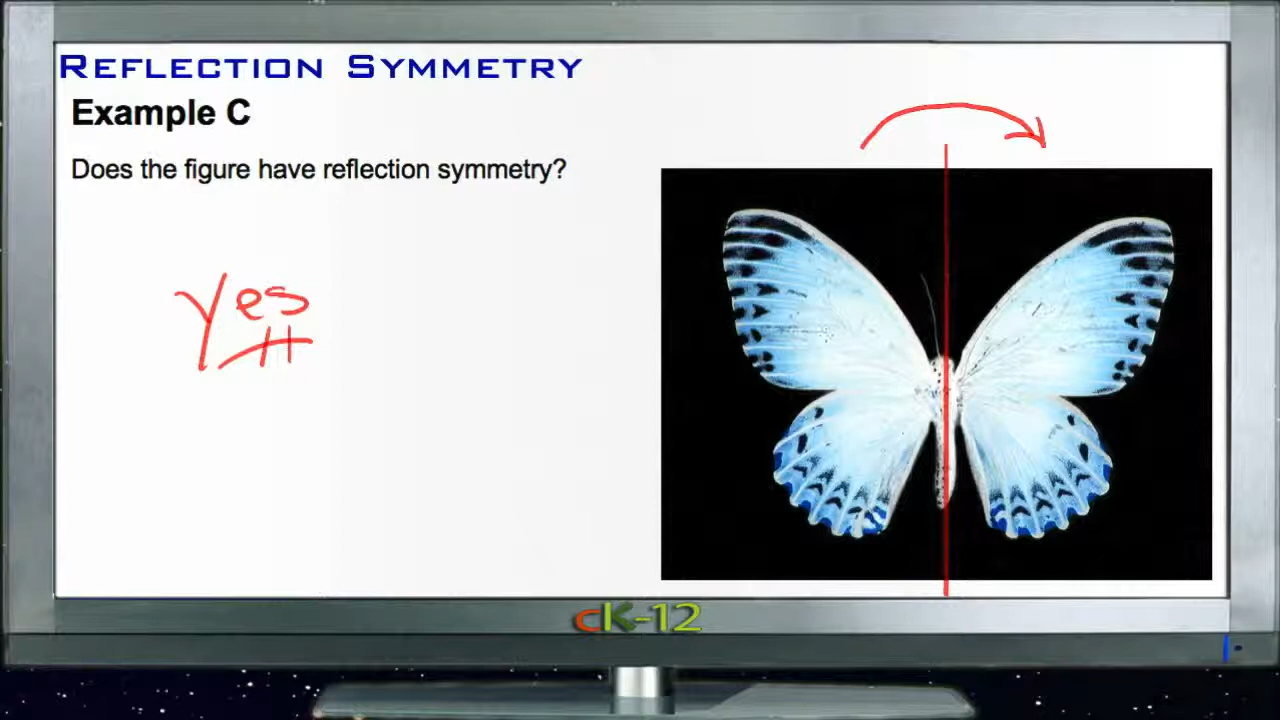 REFLECTION SYMMETRY
Example C
Does the figure have reflection symmetry?
yes
cK-12